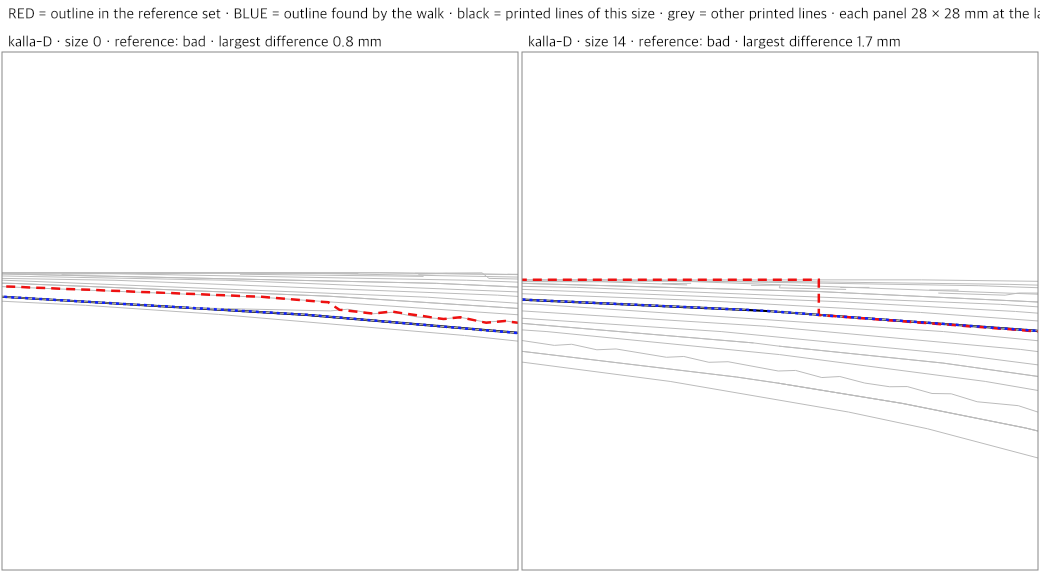 RED = outline in the reference set · BLUE = outline found by the walk · black = printed lines of this size · grey = other printed lines · each panel 28 × 28 mm at the la
kalla-D · size 0 · reference: bad · largest difference 0.8 mm
kalla-D · size 14 · reference: bad · largest difference 1.7 mm